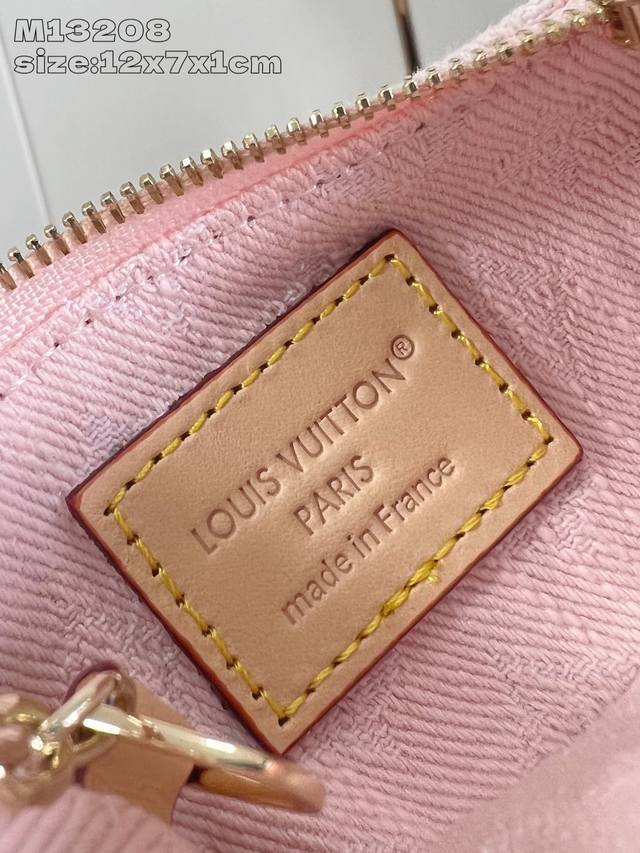 M13208
size:12x7x1cm
LOUIS VUITTON®
PARIS
made in France